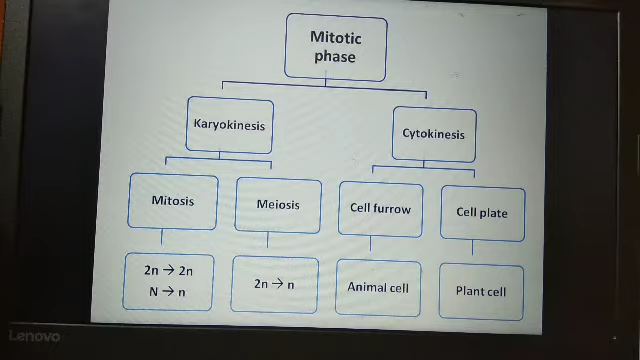 Mitotic
phase
Karyokinesis
Cytokinesis
Mitosis
Meiosis
Cell furrow
Cell plate
2n → 2n
N → n
2n → n
Animal cell
Plant cell
Lenovo